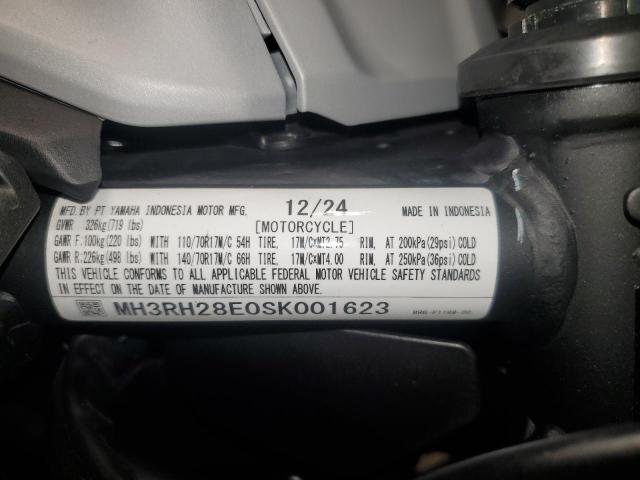 MFD.BY PT YAMAHA INDONESIA MOTOR MFG. 12/24 MADE IN INDONESIA
GVWR 326kg(719 lbs) [MOTORCYCLE]
GAWR F:100kg(220 lbs) WITH 110/70R17M/C 54H TIRE, 17M/CxMT2.75 RIM, AT 200kPa(29psi)COLD
GAWR R:226kg(498 lbs) WITH 140/70R17M/C 66H TIRE, 17M/CxMT4.00 RIM, AT 250kPa(36psi)COLD
THIS VEHICLE CONFORMS TO ALL APPLICABLE FEDERAL MOTOR VEHICLE SAFETY STANDARDS
IN EFFECT ON THE DATE OF MANUFACTURE SHOWN ABOVE.
MH3RH28E0SK001623